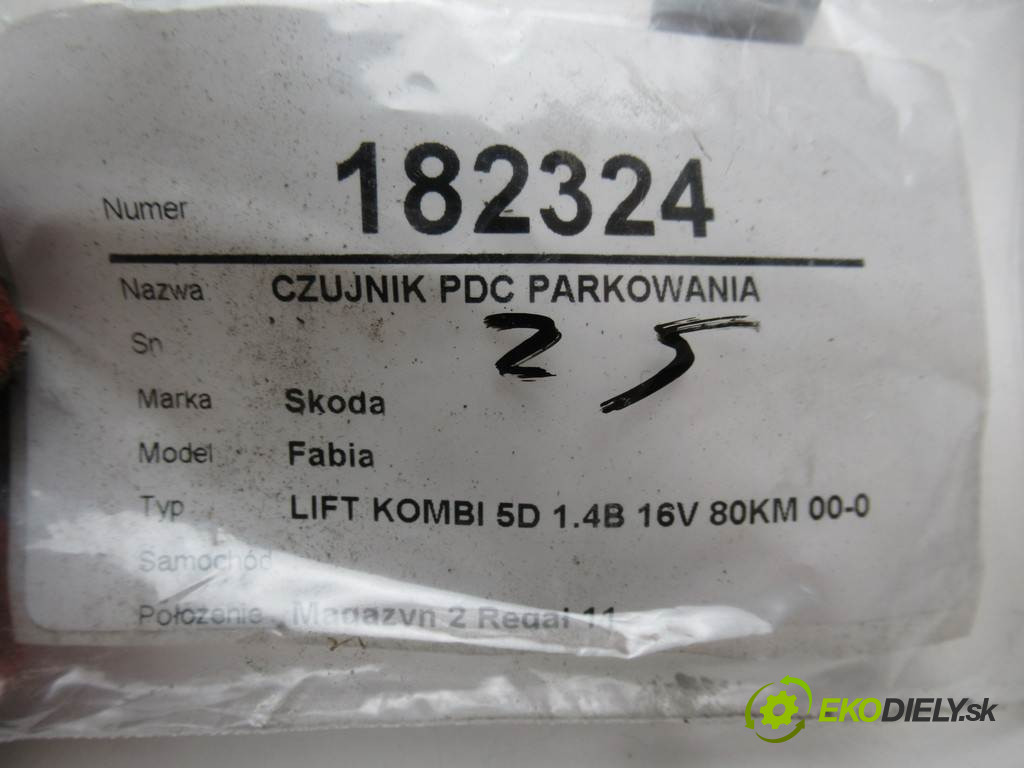 Numer 182324
Nazwa CZUJNIK PDC PARKOWANIA
Sn 25
Marka Skoda
Model Fabia
Typ LIFT KOMBI 5D 1.4B 16V 80KM 00-0
Samochód
Położenie Magazyn 2 Regał 11
EKODIELY.sk